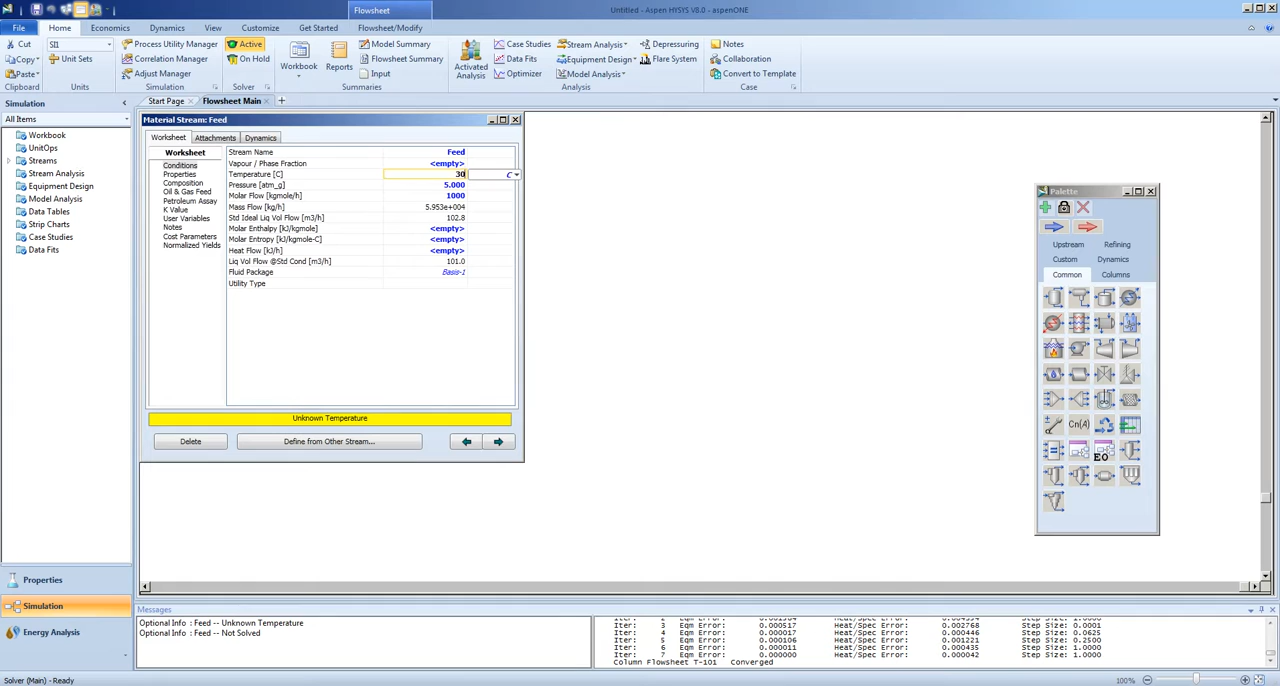 Flowsheet
Untitled - Aspen HYSYS V8.0 - aspenONE
File
Home
Economics
Dynamics
View
Customize
Get Started
Flowsheet/Modify
Cut
Copy
Paste
Clipboard
SI1
Unit Sets
Units
Process Utility Manager
Correlation Manager
Adjust Manager
Simulation
Active
On Hold
Solver
Workbook
Reports
Model Summary
Flowsheet Summary
Input
Summaries
Activated
Analysis
Case Studies
Data Fits
Optimizer
Stream Analysis
Equipment Design
Model Analysis
Depressuring
Flare System
Analysis
Notes
Collaboration
Convert to Template
Case
Simulation
All Items
Start Page
Flowsheet Main
Workbook
UnitOps
Streams
Stream Analysis
Equipment Design
Model Analysis
Data Tables
Strip Charts
Case Studies
Data Fits
Properties
Simulation
Energy Analysis
Material Stream: Feed
Worksheet
Attachments
Dynamics
Worksheet
Conditions
Properties
Composition
Oil & Gas Feed
Petroleum Assay
K Value
User Variables
Notes
Cost Parameters
Normalized Yields
Stream Name Feed
Vapour / Phase Fraction <empty>
Temperature [C] 30 C
Pressure [atm_g] 5.000
Molar Flow [kgmole/h] 1000
Mass Flow [kg/h] 5.953e+004
Std Ideal Liq Vol Flow [m3/h] 102.8
Molar Enthalpy [kJ/kgmole] <empty>
Molar Entropy [kJ/kgmole-C] <empty>
Heat Flow [kJ/h] <empty>
Liq Vol Flow @Std Cond [m3/h] 101.0
Fluid Package Basis-1
Utility Type
Unknown Temperature
Delete
Define from Other Stream...
Palette
Upstream
Refining
Custom
Dynamics
Common
Columns
Cn(A)
EO
Messages
Optional Info : Feed -- Unknown Temperature
Optional Info : Feed -- Not Solved
Iter: 3 Eqm Error: 0.000517 Heat/Spec Error: 0.002768 Step Size: 0.0001
Iter: 4 Eqm Error: 0.000017 Heat/Spec Error: 0.000446 Step Size: 0.0625
Iter: 5 Eqm Error: 0.000106 Heat/Spec Error: 0.001221 Step Size: 0.2500
Iter: 6 Eqm Error: 0.000011 Heat/Spec Error: 0.000435 Step Size: 1.0000
Iter: 7 Eqm Error: 0.000000 Heat/Spec Error: 0.000042 Step Size: 1.0000
Column Flowsheet T-101 Converged
Solver (Main) - Ready
100%